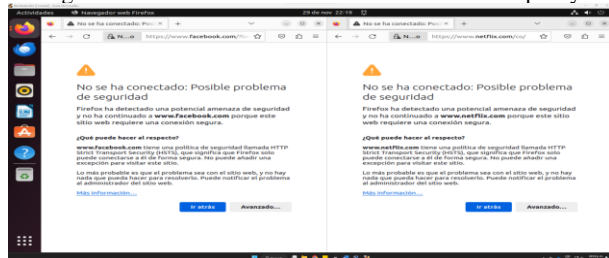 Actividades
Navegador web Firefox
29 de nov 22:16
No se ha conectado: Pos
https://www.facebook.com/
No se ha conectado: Posible problema
de seguridad
Firefox ha detectado una potencial amenaza de seguridad
y no ha continuado a www.facebook.com porque este
sitio web requiere una conexión segura.
¿Qué puede hacer al respecto?
www.facebook.com tiene una política de seguridad llamada HTTP
Strict Transport Security (HSTS), que significa que Firefox solo
puede conectarse a él de forma segura. No puede añadir una
excepción para visitar este sitio.
Lo más probable es que el problema sea con el sitio web, y no hay
nada que pueda hacer para resolverlo. Puede notificar el problema
al administrador del sitio web.
Más información...
Ir atrás
Avanzado...
No se ha conectado: Pos
https://www.netflix.com/co/
No se ha conectado: Posible problema
de seguridad
Firefox ha detectado una potencial amenaza de seguridad
y no ha continuado a www.netflix.com porque este
sitio web requiere una conexión segura.
¿Qué puede hacer al respecto?
www.netflix.com tiene una política de seguridad llamada HTTP
Strict Transport Security (HSTS), que significa que Firefox solo
puede conectarse a él de forma segura. No puede añadir una
excepción para visitar este sitio.
Lo más probable es que el problema sea con el sitio web, y no hay
nada que pueda hacer para resolverlo. Puede notificar el problema
al administrador del sitio web.
Más información...
Ir atrás
Avanzado...